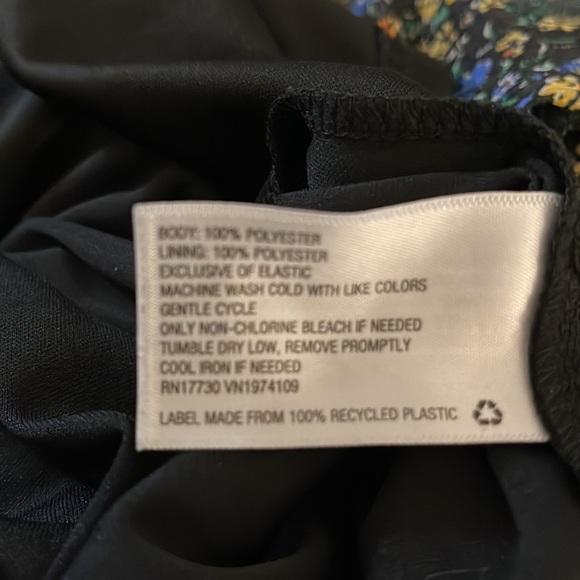 BODY: 100% POLYESTER
LINING: 100% POLYESTER
EXCLUSIVE OF ELASTIC
MACHINE WASH COLD WITH LIKE COLORS
GENTLE CYCLE
ONLY NON-CHLORINE BLEACH IF NEEDED
TUMBLE DRY LOW, REMOVE PROMPTLY
COOL IRON IF NEEDED
RN17730 VN1974109
LABEL MADE FROM 100% RECYCLED PLASTIC